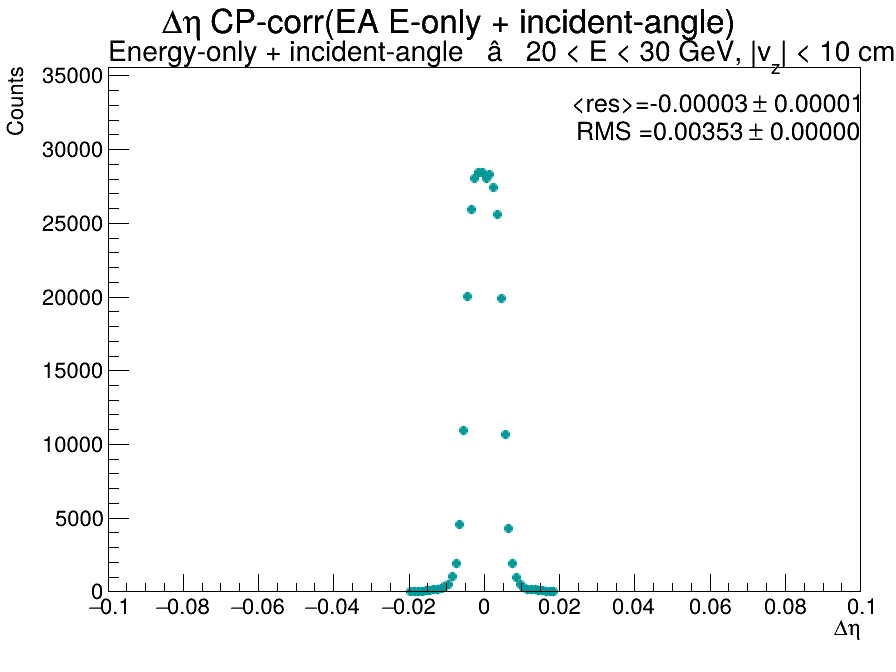 Δη CP-corr(EA E-only + incident-angle)
Energy-only + incident-angle â 20 < E < 30 GeV, |v_z| < 10 cm
Counts
<res>=-0.00003±0.00001
RMS =0.00353±0.00000
35000
30000
25000
20000
15000
10000
5000
0
−0.1 −0.08 −0.06 −0.04 −0.02 0 0.02 0.04 0.06 0.08 0.1
Δη